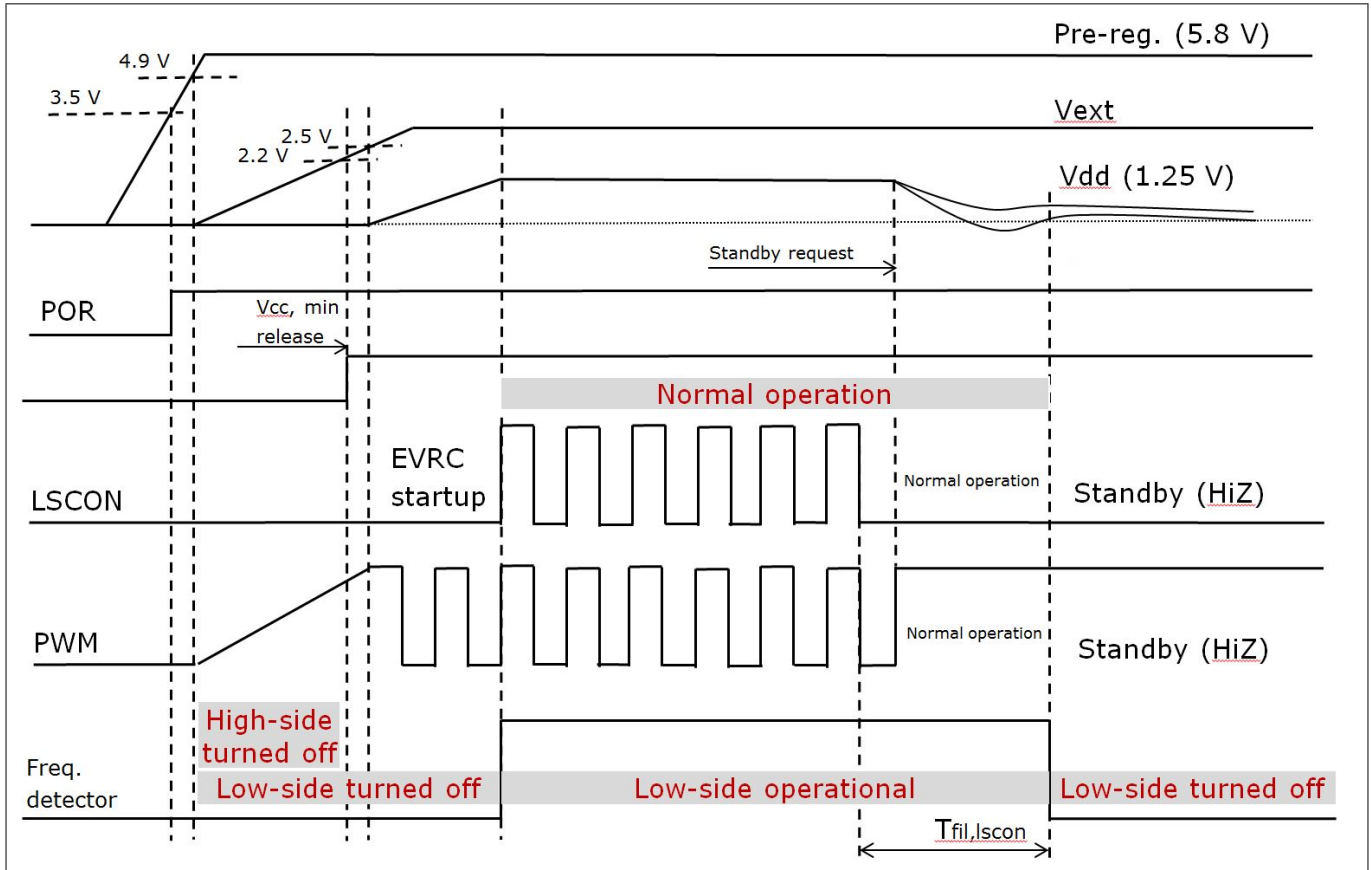 Pre-reg. (5.8 V)
4.9 V
3.5 V
Vext
2.5 V
2.2 V
Vdd (1.25 V)
Standby request
POR
Vcc, min
release
Normal operation
EVRC
startup
LSCON
Normal operation
Standby (HiZ)
PWM
Normal operation
Standby (HiZ)
High-side
turned off
Freq.
detector
Low-side turned off
Low-side operational
Low-side turned off
Tfil,lscon